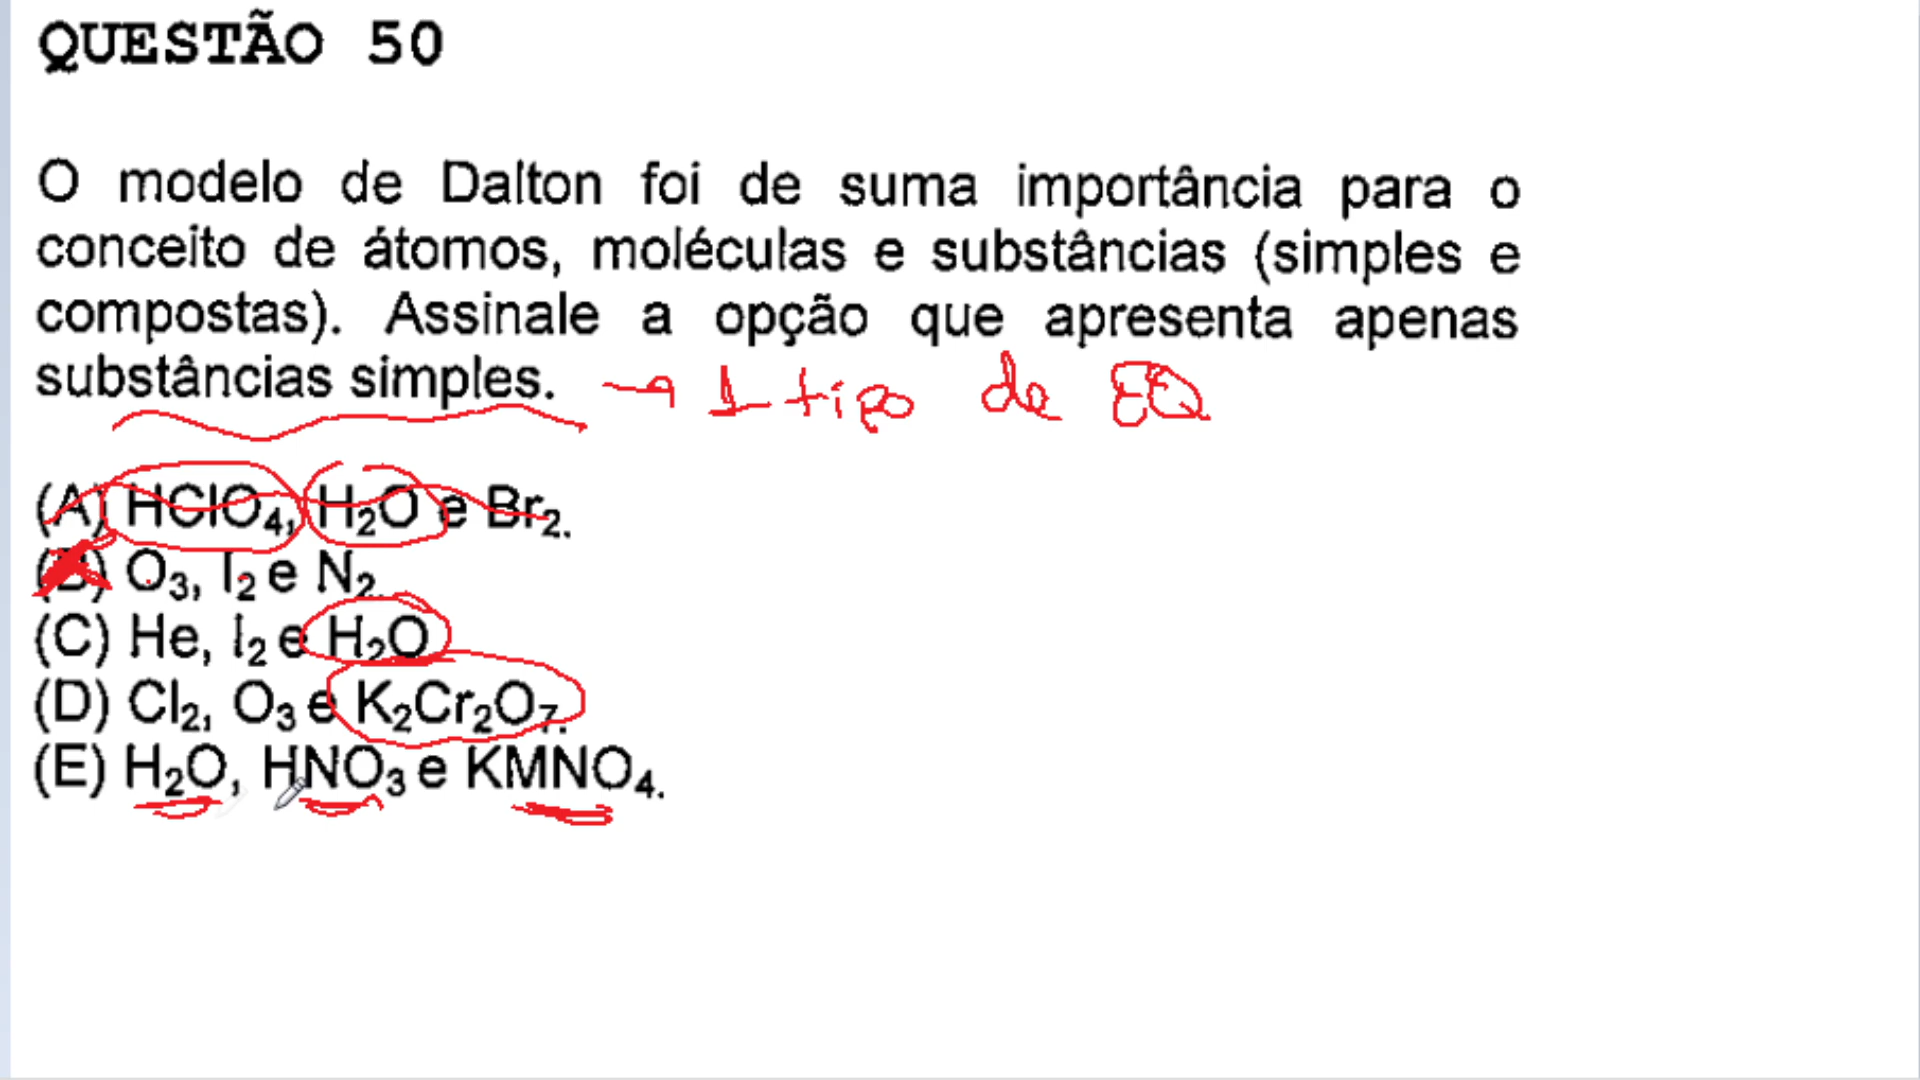 QUESTÃO 50
O modelo de Dalton foi de suma importância para o
conceito de átomos, moléculas e substâncias (simples e
compostas). Assinale a opção que apresenta apenas
substâncias simples. → 1 tipo de EQ
(A) HClO₄, H₂O e Br₂.
(B) O₃, I₂ e N₂.
(C) He, I₂ e H₂O
(D) Cl₂, O₃ e K₂Cr₂O₇.
(E) H₂O, HNO₃ e KMNO₄.